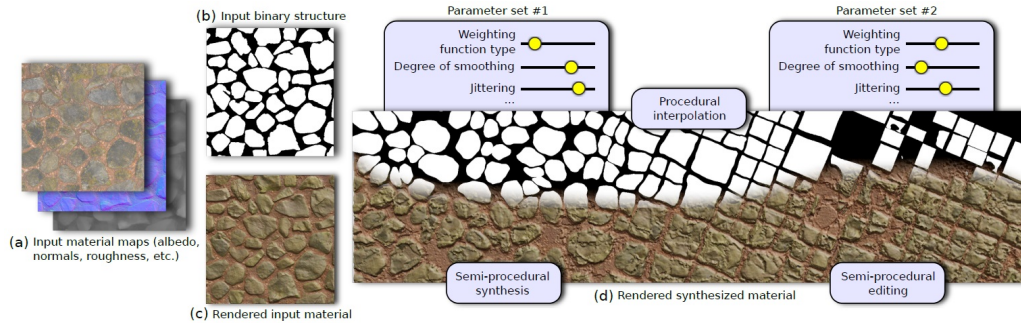 (b) Input binary structure
Parameter set #1
Weighting
function type
Degree of smoothing
Jittering
...
Parameter set #2
Weighting
function type
Degree of smoothing
Jittering
...
Procedural
interpolation
(a) Input material maps (albedo,
normals, roughness, etc.)
(c) Rendered input material
Semi-procedural
synthesis
(d) Rendered synthesized material
Semi-procedural
editing